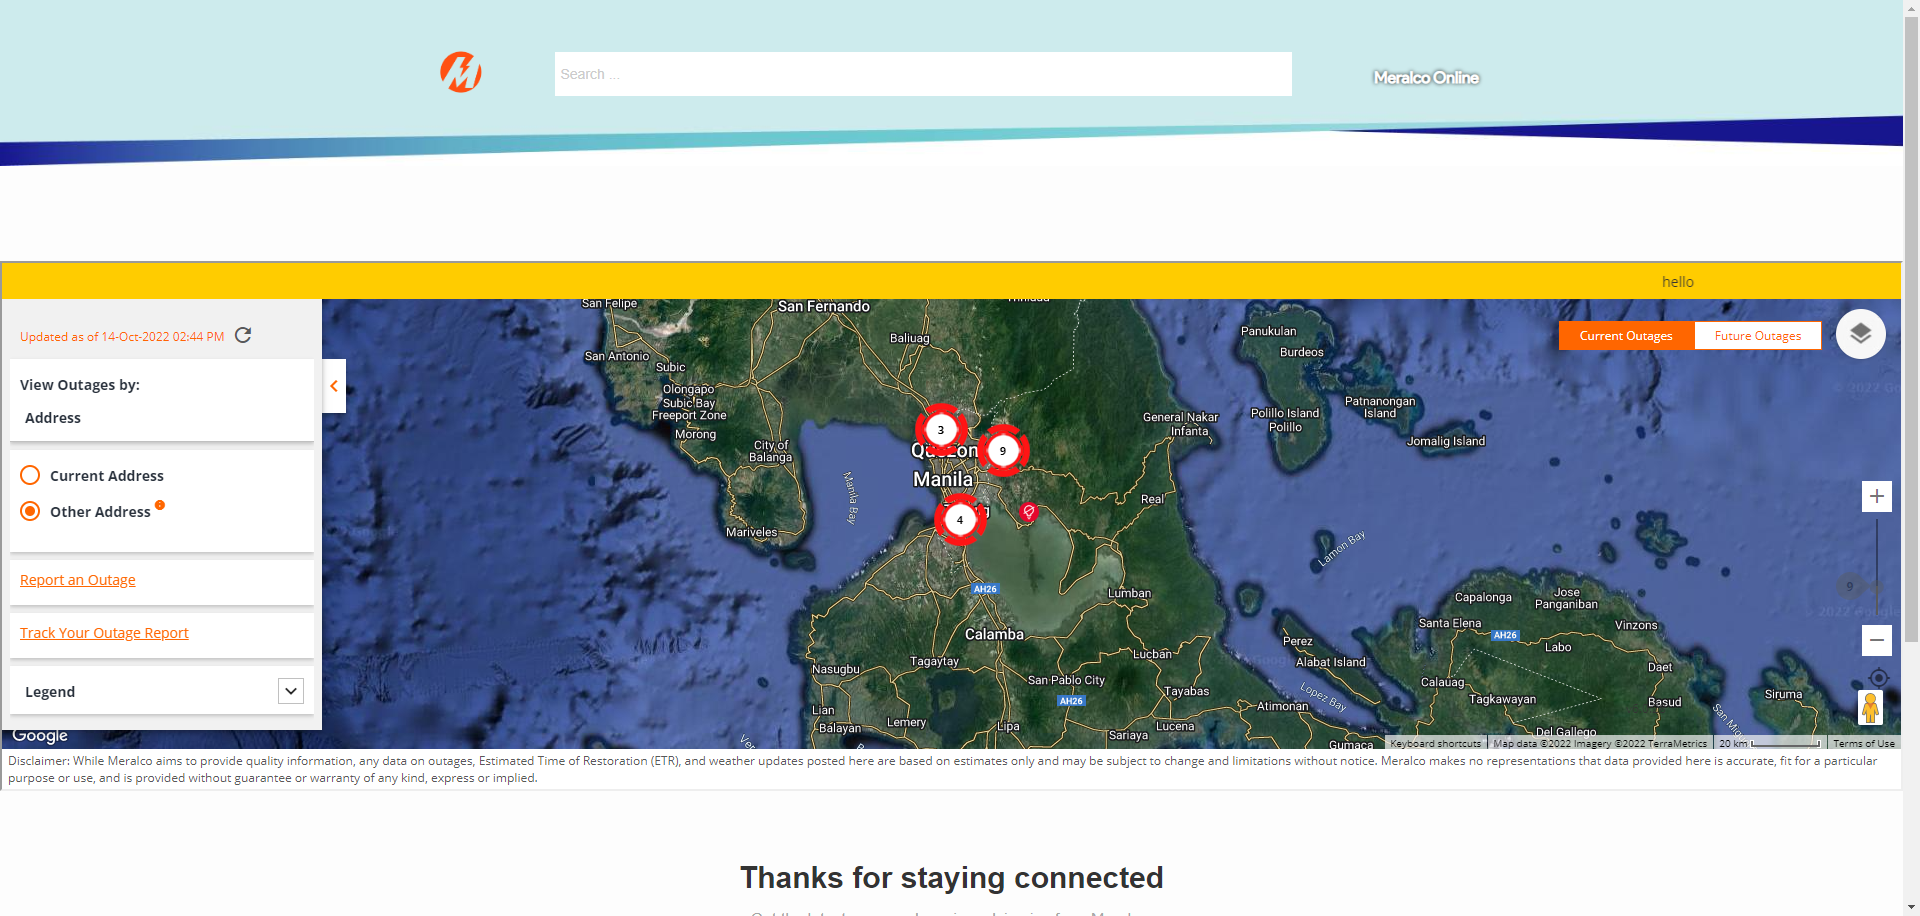 Search ...
Meralco Online
hello
Updated as of 14-Oct-2022 02:44 PM
View Outages by:
Address
Current Address
Other Address
Report an Outage
Track Your Outage Report
Legend
Current Outages
Future Outages
San Felipe
San Fernando
Trinidad
San Antonio
Baliuag
Panukulan
Burdeos
Subic
Olongapo
Subic Bay
Freeport Zone
Morong
City of
Balanga
General Nakar
Infanta
Polillo Island
Polillo
Patnanongan
Island
Jomalig Island
3
9
Quezon
Manila
4
Manila Bay
Real
Mariveles
Lamon Bay
AH26
Lumban
Calamba
Capalonga
Jose
Panganiban
Santa Elena
AH26
Vinzons
Labo
Perez
Alabat Island
Nasugbu
Tagaytay
Lucban
San Pablo City
AH26
Tayabas
Daet
Calauag
Tagkawayan
Basud
Siruma
Lopez Bay
Atimonan
Lian
Balayan
Lemery
Lipa
Sariaya
Lucena
Gumaca
Del Gallego
Google
Keyboard shortcuts
Map data ©2022 Imagery ©2022 TerraMetrics
20 km
Terms of Use
Disclaimer: While Meralco aims to provide quality information, any data on outages, Estimated Time of Restoration (ETR), and weather updates posted here are based on estimates only and may be subject to change and limitations without notice. Meralco makes no representations that data provided here is accurate, fit for a particular
purpose or use, and is provided without guarantee or warranty of any kind, express or implied.
Thanks for staying connected